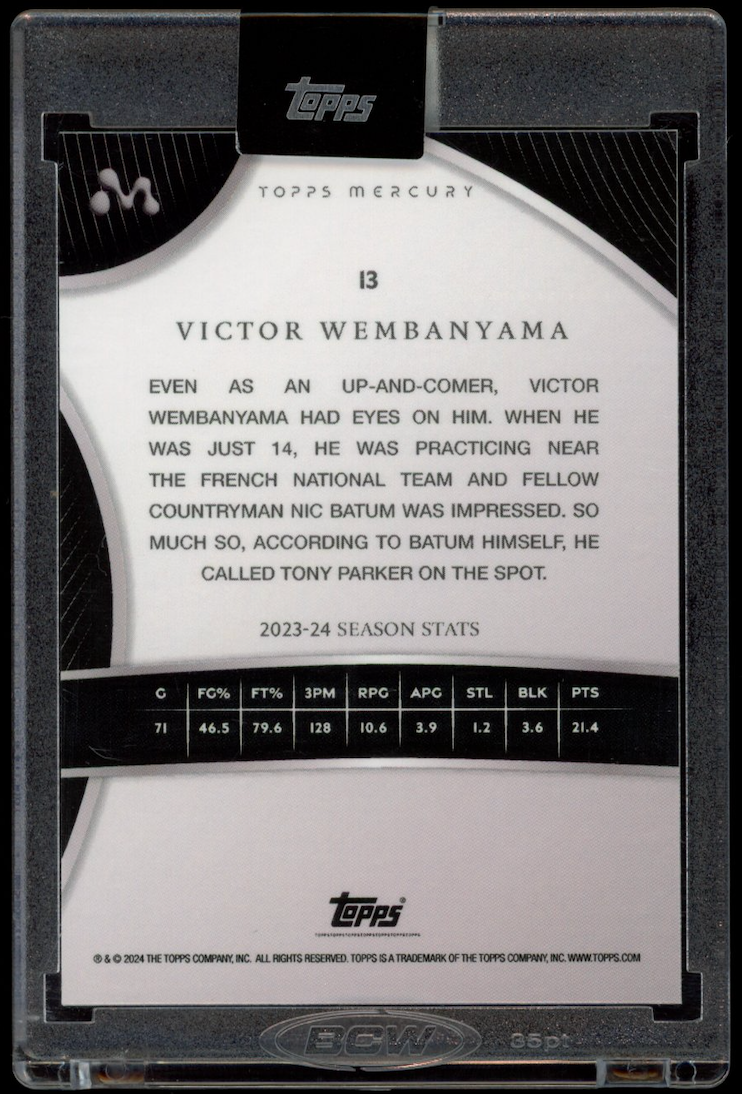 TOPPS
TOPPS MERCURY
13
VICTOR WEMBANYAMA
EVEN AS AN UP-AND-COMER, VICTOR
WEMBANYAMA HAD EYES ON HIM. WHEN HE
WAS JUST 14, HE WAS PRACTICING NEAR
THE FRENCH NATIONAL TEAM AND FELLOW
COUNTRYMAN NIC BATUM WAS IMPRESSED. SO
MUCH SO, ACCORDING TO BATUM HIMSELF, HE
CALLED TONY PARKER ON THE SPOT.
2023-24 SEASON STATS
G FG% FT% 3PM RPG APG STL BLK PTS
71 46.5 79.6 128 10.6 3.9 1.2 3.6 21.4
TOPPS®
® & © 2024 THE TOPPS COMPANY, INC. ALL RIGHTS RESERVED. TOPPS IS A TRADEMARK OF THE TOPPS COMPANY, INC. WWW.TOPPS.COM
BCW 35pt